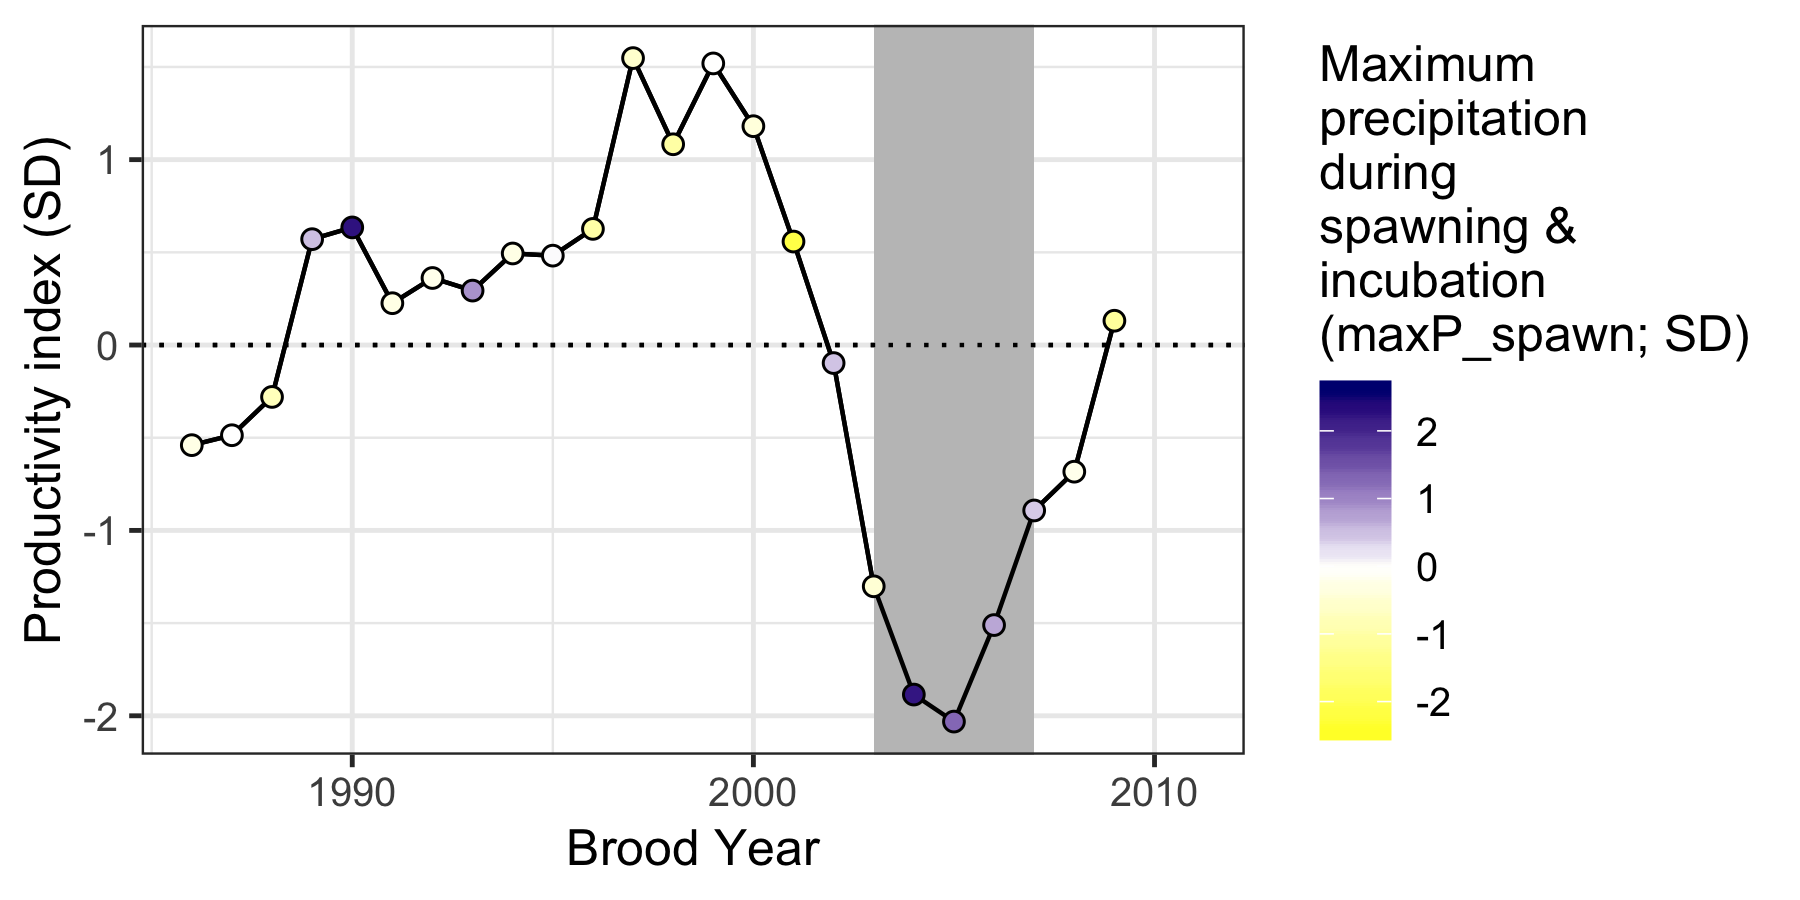 Maximum
precipitation
during
spawning &
incubation
(maxP_spawn; SD)
2
1
0
-1
-2
Productivity index (SD)
1
0
-1
-2
1990 2000 2010
Brood Year